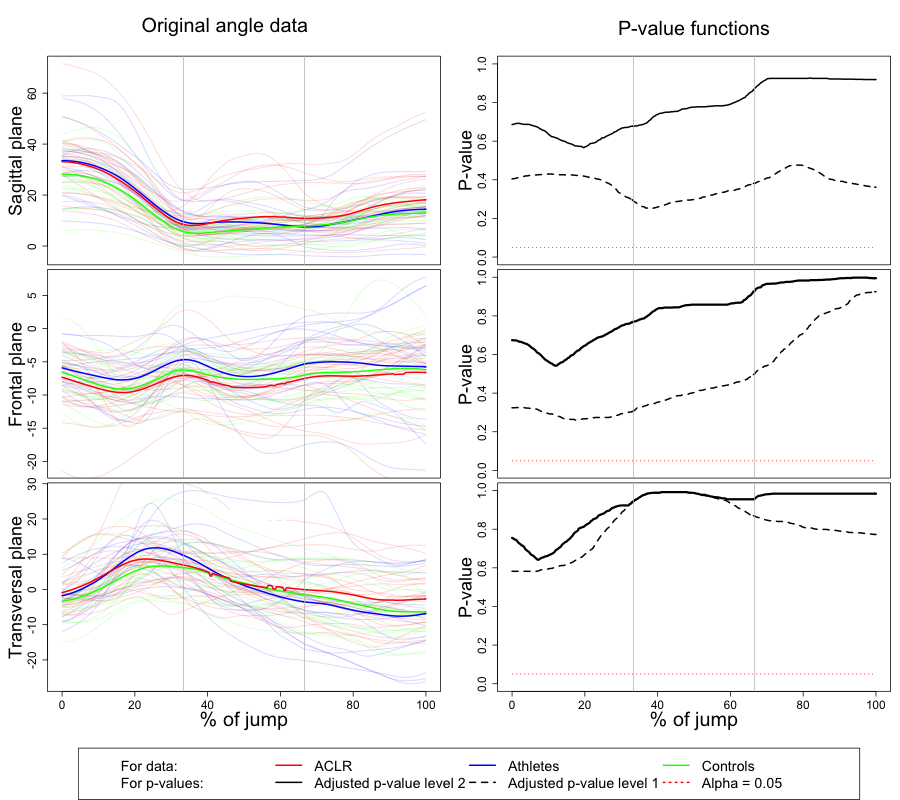 Original angle data
P-value functions
Sagittal plane
0 20 40 60
P-value
0.0 0.2 0.4 0.6 0.8 1.0
Frontal plane
-20 -15 -10 -5 0 5
P-value
0.0 0.2 0.4 0.6 0.8 1.0
Transversal plane
-20 -10 0 10 20 30
P-value
0.0 0.2 0.4 0.6 0.8 1.0
0 20 40 60 80 100
% of jump
0 20 40 60 80 100
% of jump
For data: ACLR Athletes Controls
For p-values: Adjusted p-value level 2 Adjusted p-value level 1 Alpha = 0.05